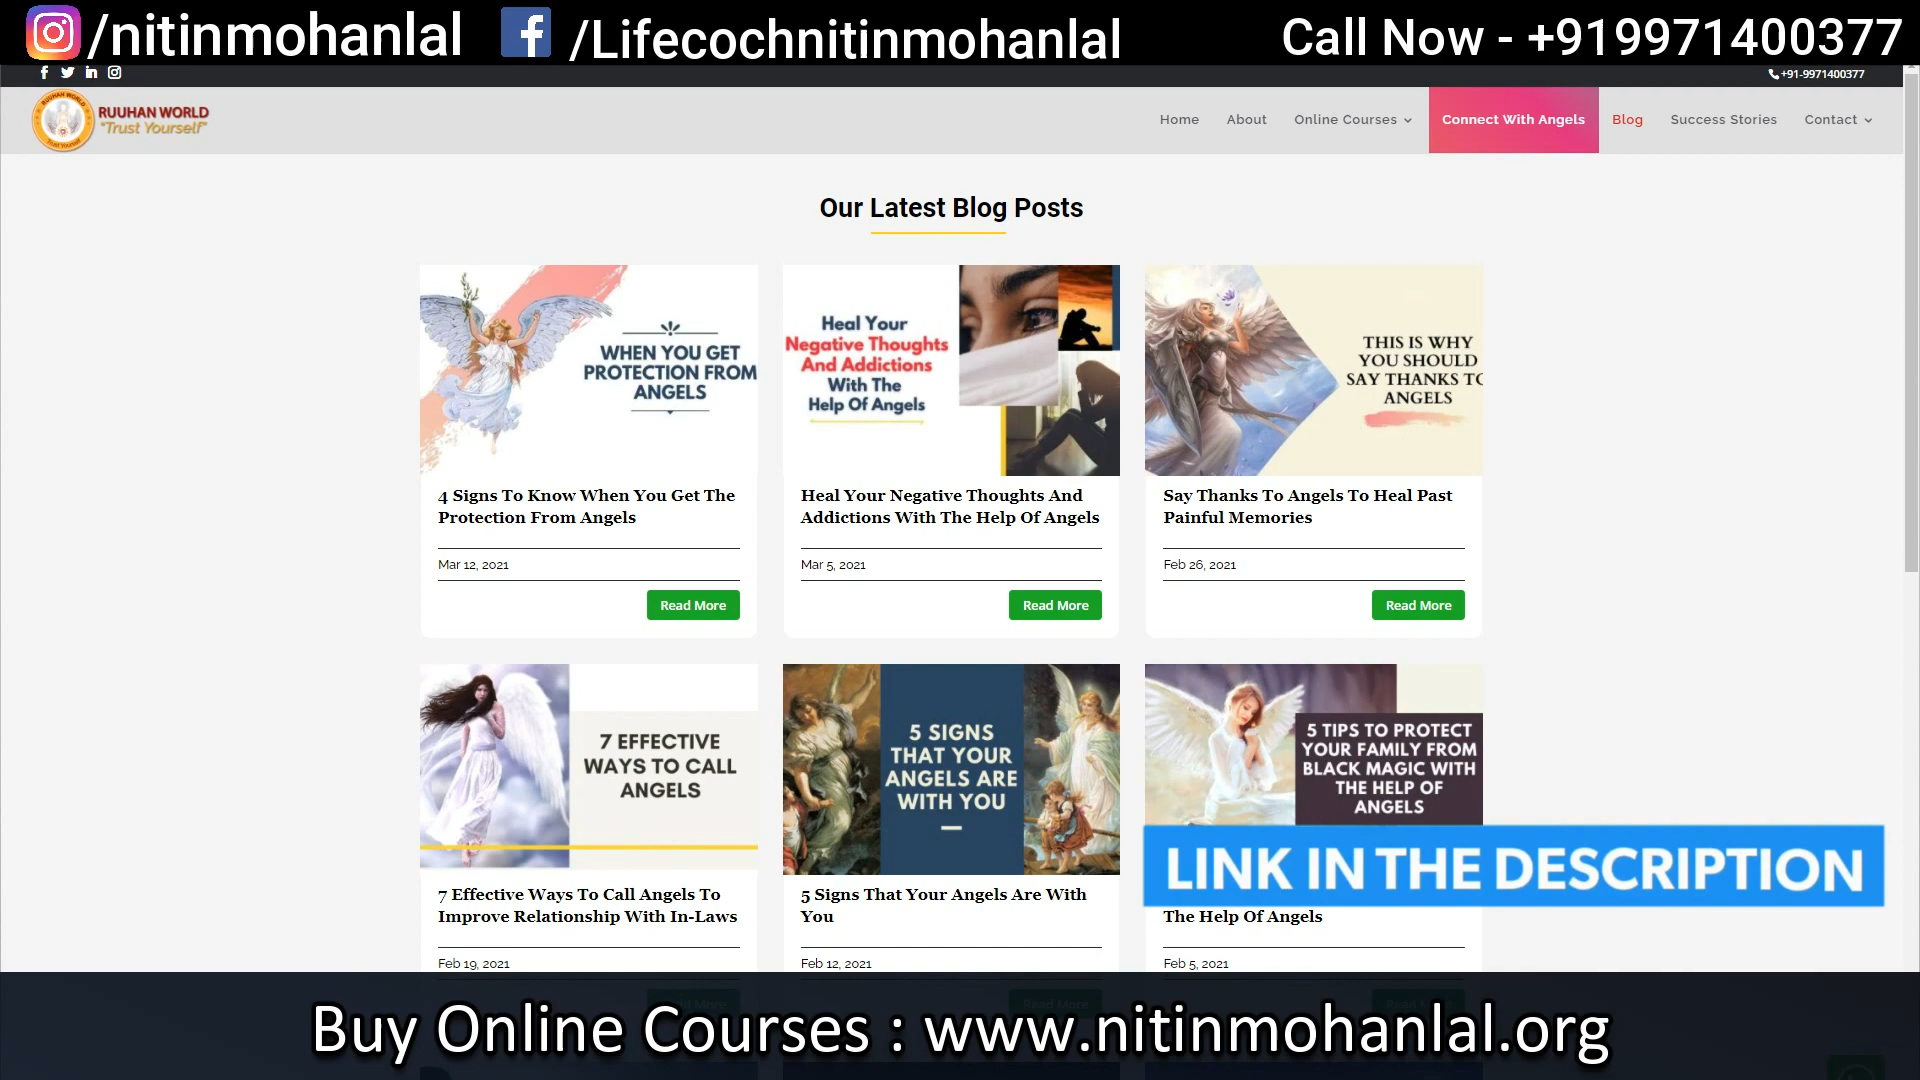 /nitinmohanlal
/Lifecochnitinmohanlal
Call Now - +919971400377
+91-9971400377
RUUHAN WORLD
RUUHAN WORLD
"Trust Yourself"
Trust Yourself
Home
About
Online Courses
Connect With Angels
Blog
Success Stories
Contact
Our Latest Blog Posts
WHEN YOU GET
PROTECTION FROM
ANGELS
4 Signs To Know When You Get The
Protection From Angels
Mar 12, 2021
Read More
Heal Your
Negative Thoughts
And Addictions
With The
Help Of Angels
Heal Your Negative Thoughts And
Addictions With The Help Of Angels
Mar 5, 2021
Read More
THIS IS WHY
YOU SHOULD
SAY THANKS TO
ANGELS
Say Thanks To Angels To Heal Past
Painful Memories
Feb 26, 2021
Read More
7 EFFECTIVE
WAYS TO CALL
ANGELS
7 Effective Ways To Call Angels To
Improve Relationship With In-Laws
Feb 19, 2021
Read More
5 SIGNS
THAT YOUR
ANGELS ARE
WITH YOU
5 Signs That Your Angels Are With
You
Feb 12, 2021
Read More
5 TIPS TO PROTECT
YOUR FAMILY FROM
BLACK MAGIC WITH
THE HELP OF
ANGELS
LINK IN THE DESCRIPTION
The Help Of Angels
Feb 5, 2021
Buy Online Courses : www.nitinmohanlal.org